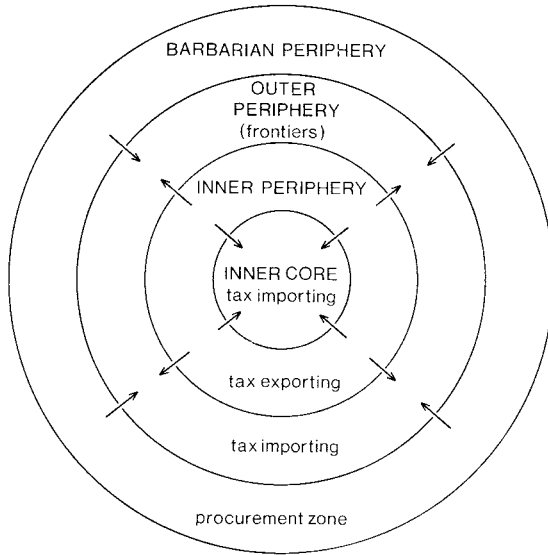 BARBARIAN PERIPHERY
OUTER
PERIPHERY
(frontiers)
INNER PERIPHERY
INNER CORE
tax importing
tax exporting
tax importing
procurement zone